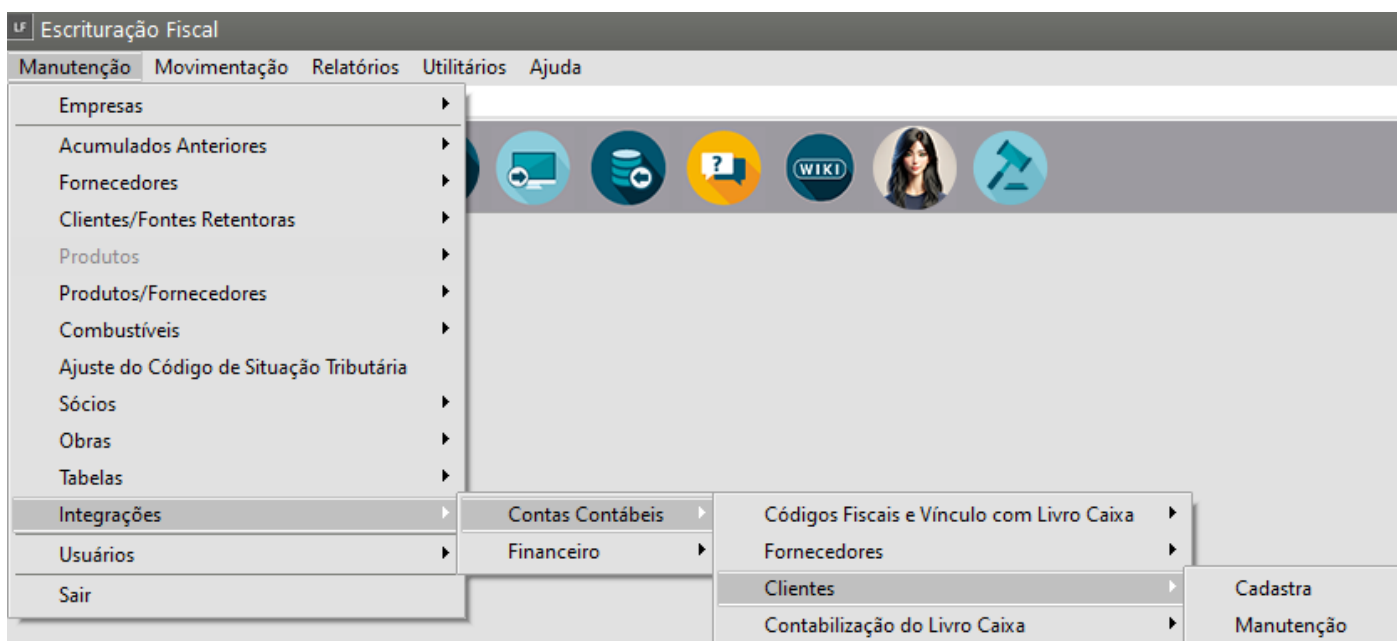 LF Escrituração Fiscal
Manutenção Movimentação Relatórios Utilitários Ajuda
Empresas
Acumulados Anteriores
Fornecedores
Clientes/Fontes Retentoras
Produtos
Produtos/Fornecedores
Combustíveis
Ajuste do Código de Situação Tributária
Sócios
Obras
Tabelas
Integrações
Usuários
Sair
?
WIKI
Contas Contábeis
Financeiro
Códigos Fiscais e Vínculo com Livro Caixa
Fornecedores
Clientes
Contabilização do Livro Caixa
Cadastra
Manutenção